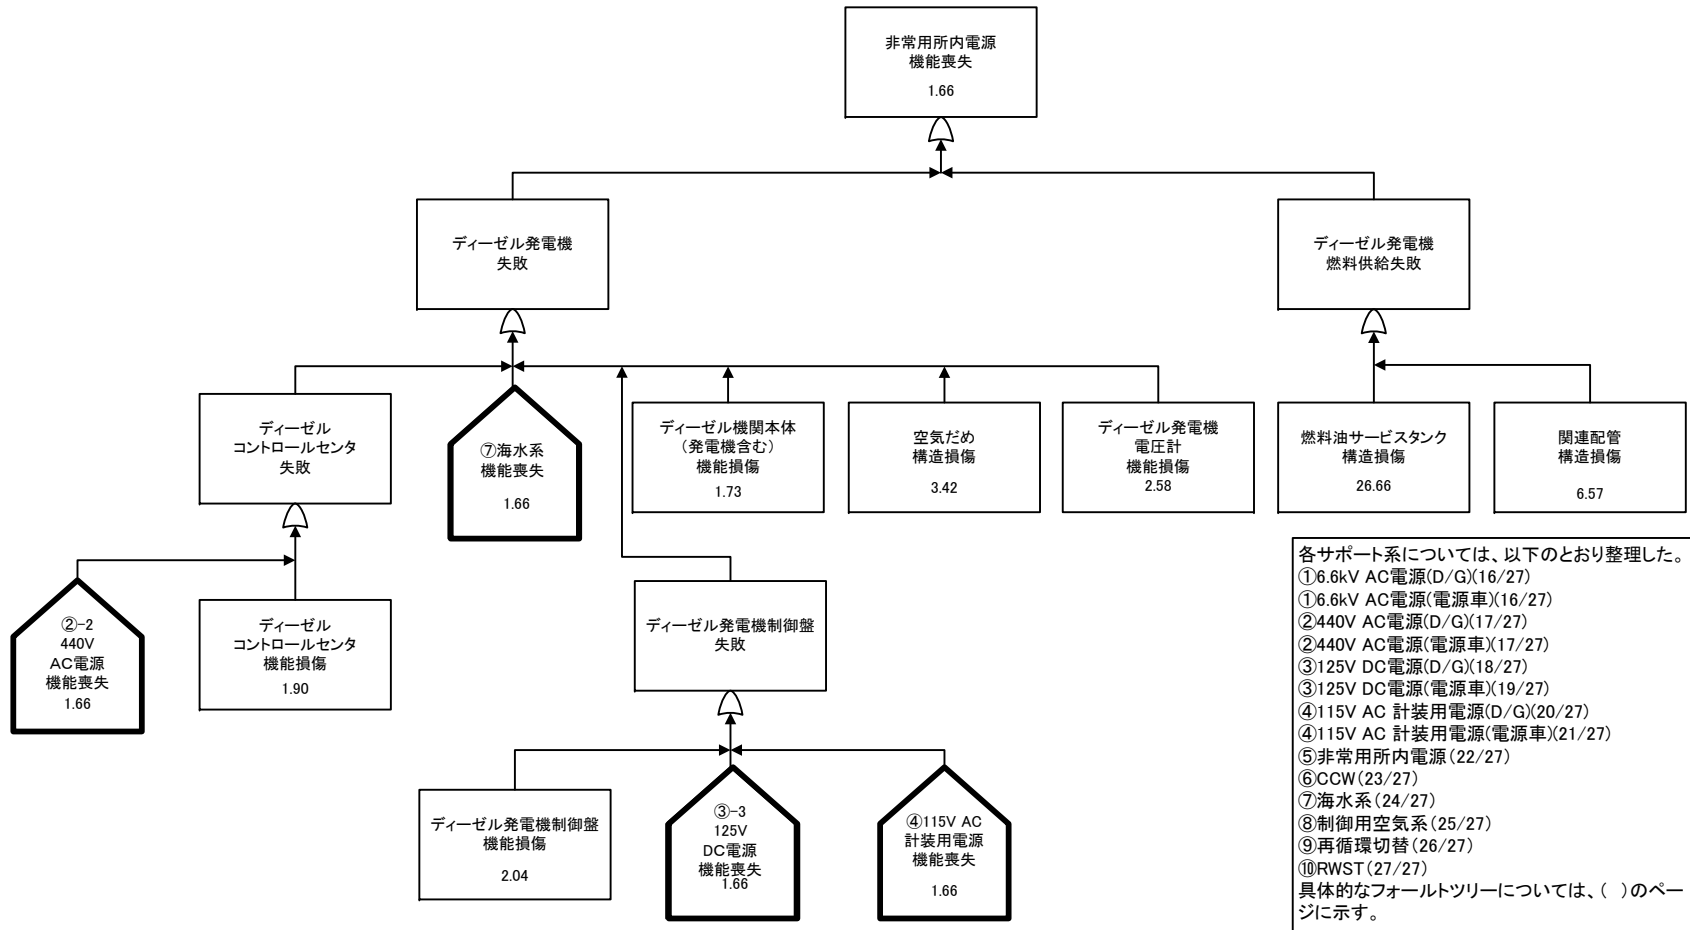 非常用所内電源
機能喪失
1.66
ディーゼル発電機
失敗
ディーゼル発電機
燃料供給失敗
ディーゼル
コントロールセンタ
失敗
⑦海水系
機能喪失
1.66
ディーゼル機関本体
(発電機含む)
機能損傷
1.73
空気だめ
構造損傷
3.42
ディーゼル発電機
電圧計
機能損傷
2.58
燃料油サービスタンク
構造損傷
26.66
関連配管
構造損傷
6.57
②-2
440V
AC電源
機能喪失
1.66
ディーゼル
コントロールセンタ
機能損傷
1.90
ディーゼル発電機制御盤
失敗
ディーゼル発電機制御盤
機能損傷
2.04
③-3
125V
DC電源
機能喪失
1.66
④115V AC
計装用電源
機能喪失
1.66
各サポート系については、以下のとおり整理した。
①6.6kV AC電源(D/G)(16/27)
①6.6kV AC電源(電源車)(16/27)
②440V AC電源(D/G)(17/27)
②440V AC電源(電源車)(17/27)
③125V DC電源(D/G)(18/27)
③125V DC電源(電源車)(19/27)
④115V AC 計装用電源(D/G)(20/27)
④115V AC 計装用電源(電源車)(21/27)
⑤非常用所内電源(22/27)
⑥CCW(23/27)
⑦海水系(24/27)
⑧制御用空気系(25/27)
⑨再循環切替(26/27)
⑩RWST(27/27)
具体的なフォールトツリーについては、( )のペー
ジに示す。